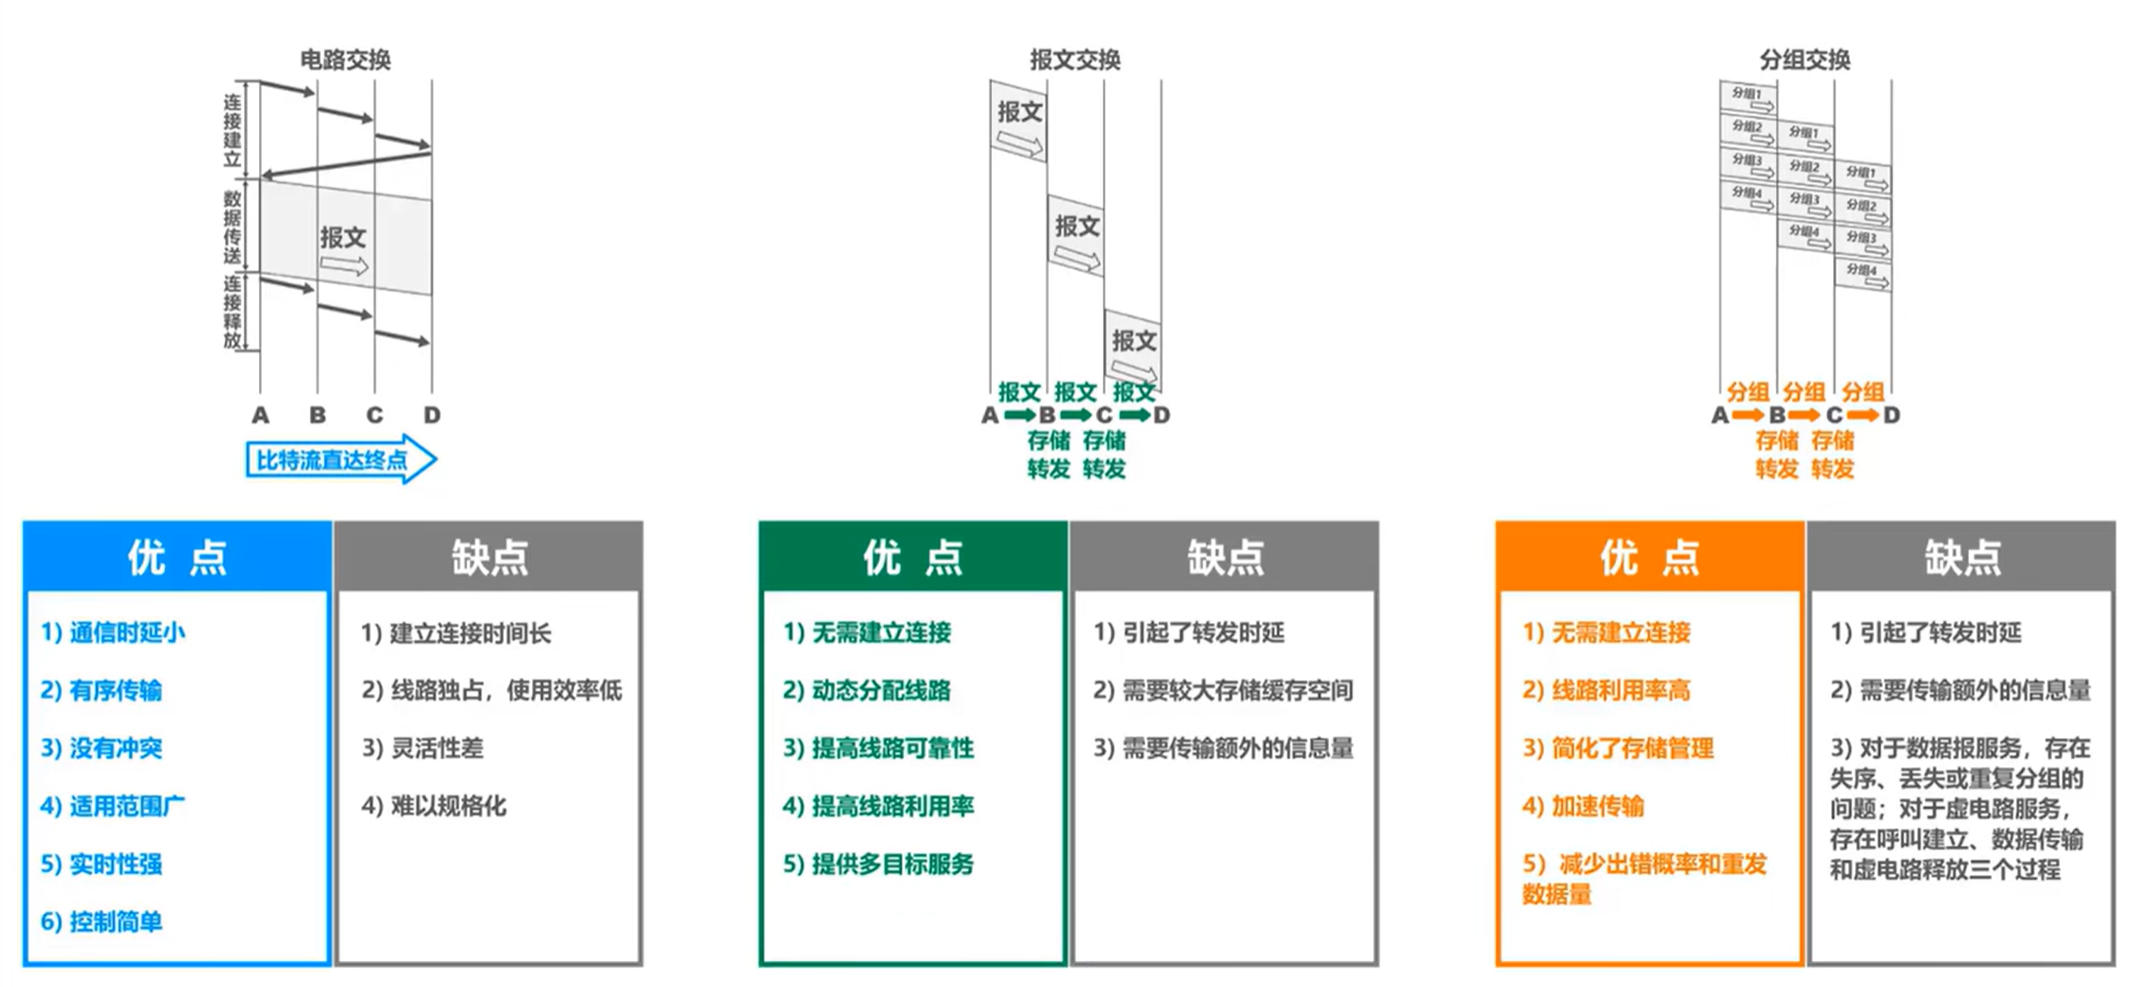 电路交换
连接建立
数据传送
连接释放
报文
A B C D
比特流直达终点
优 点
缺点
1) 通信时延小
2) 有序传输
3) 没有冲突
4) 适用范围广
5) 实时性强
6) 控制简单
1) 建立连接时间长
2) 线路独占，使用效率低
3) 灵活性差
4) 难以规格化
报文交换
报文
报文
报文
报文 报文 报文
A B C D
存储 存储
转发 转发
优 点
缺点
1) 无需建立连接
2) 动态分配线路
3) 提高线路可靠性
4) 提高线路利用率
5) 提供多目标服务
1) 引起了转发时延
2) 需要较大存储缓存空间
3) 需要传输额外的信息量
分组交换
分组1
分组2 分组1
分组3 分组2 分组1
分组4 分组3 分组2
分组4 分组3
分组4
分组 分组 分组
A B C D
存储 存储
转发 转发
优 点
缺点
1) 无需建立连接
2) 线路利用率高
3) 简化了存储管理
4) 加速传输
5) 减少出错概率和重发
数据量
1) 引起了转发时延
2) 需要传输额外的信息量
3) 对于数据报服务，存在
失序、丢失或重复分组的
问题；对于虚电路服务，
存在呼叫建立、数据传输
和虚电路释放三个过程